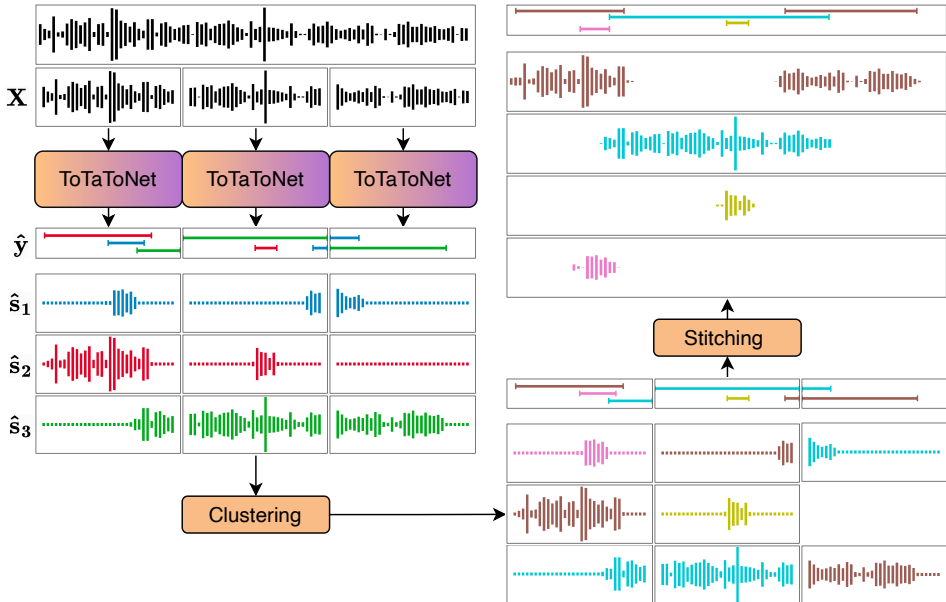 X
ToTaToNet
ToTaToNet
ToTaToNet
ŷ
ŝ₁
ŝ₂
ŝ₃
Clustering
Stitching